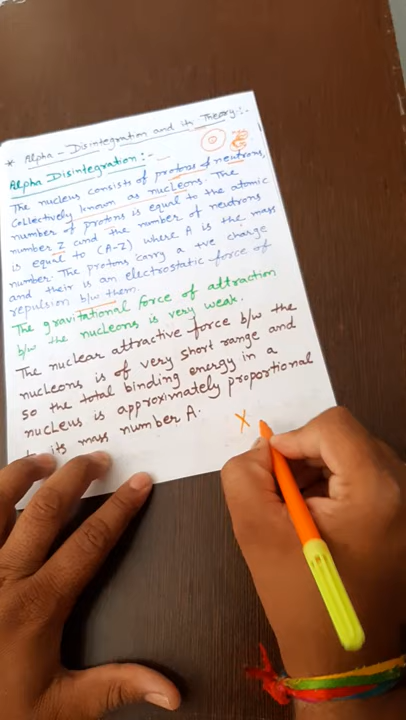 * Alpha - Disintegration and its Theory:-
Alpha Disintegration:-
The nucleus consists of protons & neutrons,
Collectively known as nucleons. The
number of protons is equal to the atomic
number Z and the number of neutrons
is equal to (A-Z) where A is the mass
number. The protons carry a +ve charge
and their is an electrostatic force of
repulsion b/w them.
The gravitational force of attraction
b/w the nucleons is very weak.
The nuclear attractive force b/w the
nucleons is of very short range and
so the total binding energy in a
nucleus is approximately proportional
its mass number A.
X